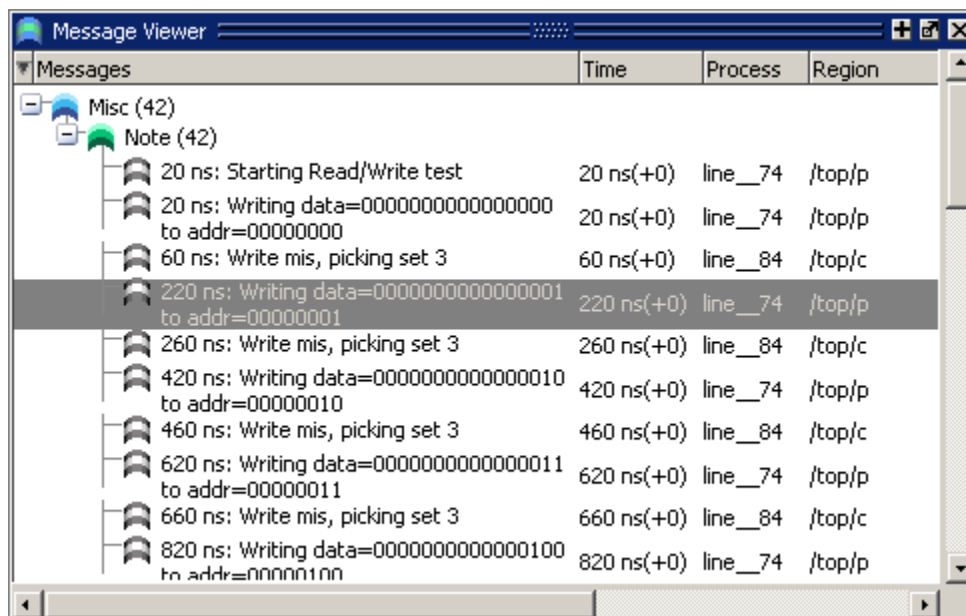 Message Viewer
Messages Time Process Region
Misc (42)
Note (42)
20 ns: Starting Read/Write test 20 ns(+0) line__74 /top/p
20 ns: Writing data=0000000000000000 20 ns(+0) line__74 /top/p
to addr=00000000
60 ns: Write mis, picking set 3 60 ns(+0) line__84 /top/c
220 ns: Writing data=0000000000000001 220 ns(+0) line__74 /top/p
to addr=00000001
260 ns: Write mis, picking set 3 260 ns(+0) line__84 /top/c
420 ns: Writing data=0000000000000010 420 ns(+0) line__74 /top/p
to addr=00000010
460 ns: Write mis, picking set 3 460 ns(+0) line__84 /top/c
620 ns: Writing data=0000000000000011 620 ns(+0) line__74 /top/p
to addr=00000011
660 ns: Write mis, picking set 3 660 ns(+0) line__84 /top/c
820 ns: Writing data=0000000000000100 820 ns(+0) line__74 /top/p
to addr=00000100